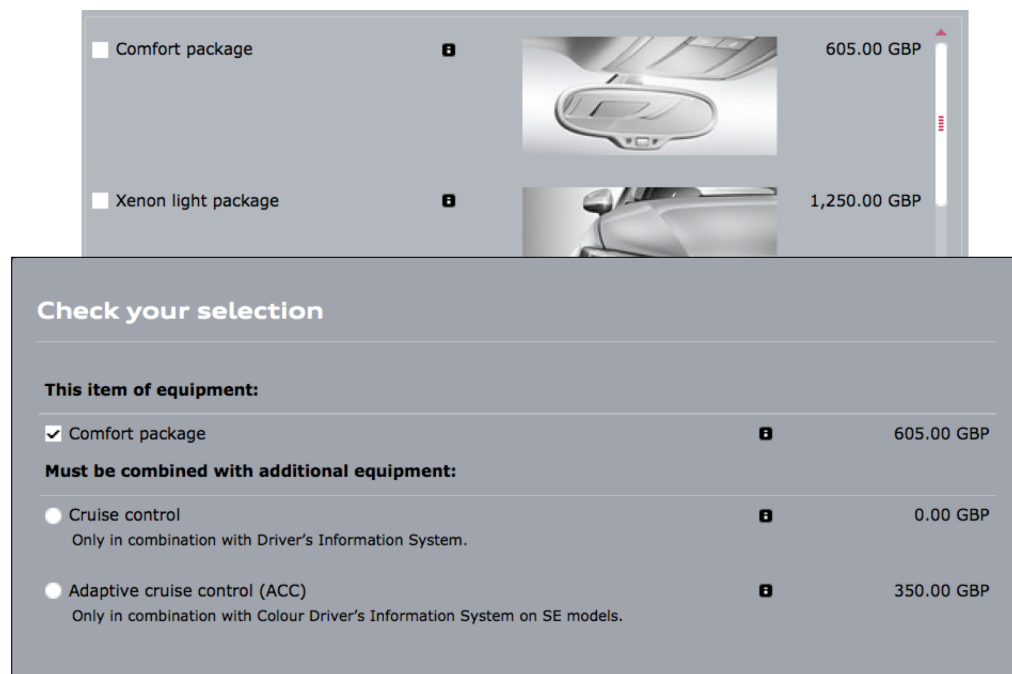 Comfort package 605.00 GBP
Xenon light package 1,250.00 GBP
Check your selection
This item of equipment:
Comfort package 605.00 GBP
Must be combined with additional equipment:
Cruise control 0.00 GBP
Only in combination with Driver's Information System.
Adaptive cruise control (ACC) 350.00 GBP
Only in combination with Colour Driver's Information System on SE models.